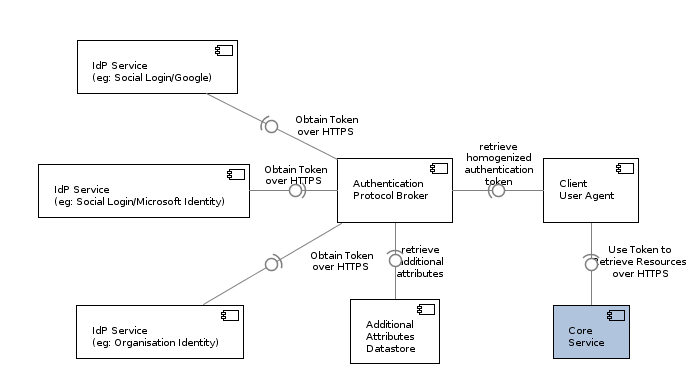 IdP Service
(eg: Social Login/Google)
Obtain Token
over HTTPS
retrieve
homogenized
authentication
token
Obtain Token
over HTTPS
IdP Service
(eg: Social Login/Microsoft Identity)
Authentication
Protocol Broker
Client
User Agent
Obtain Token
over HTTPS
retrieve
additional
attributes
Use Token to
Retrieve Resources
over HTTPS
IdP Service
(eg: Organisation Identity)
Additional
Attributes
Datastore
Core
Service